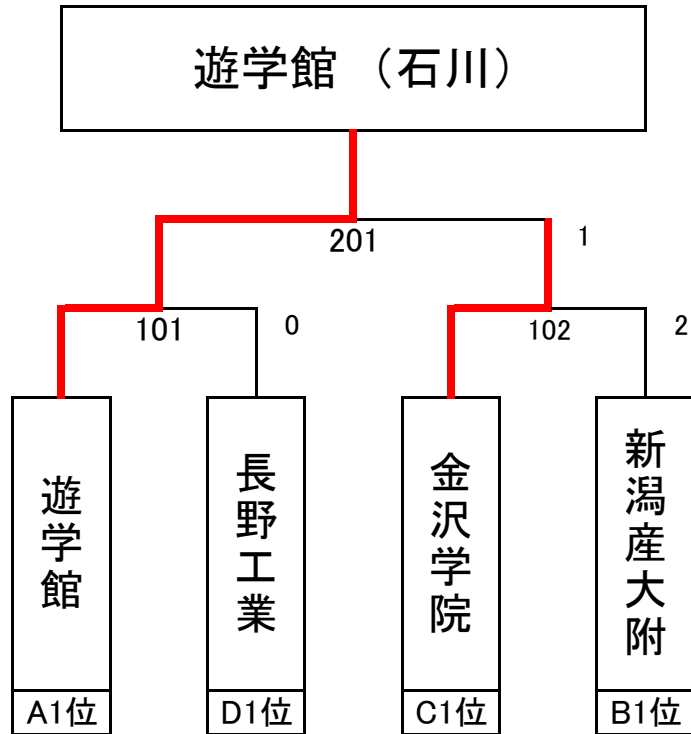 遊学館 （石川）
201
1
101
0
102
2
遊学館
長野工業
金沢学院
新潟産大附
A1位
D1位
C1位
B1位